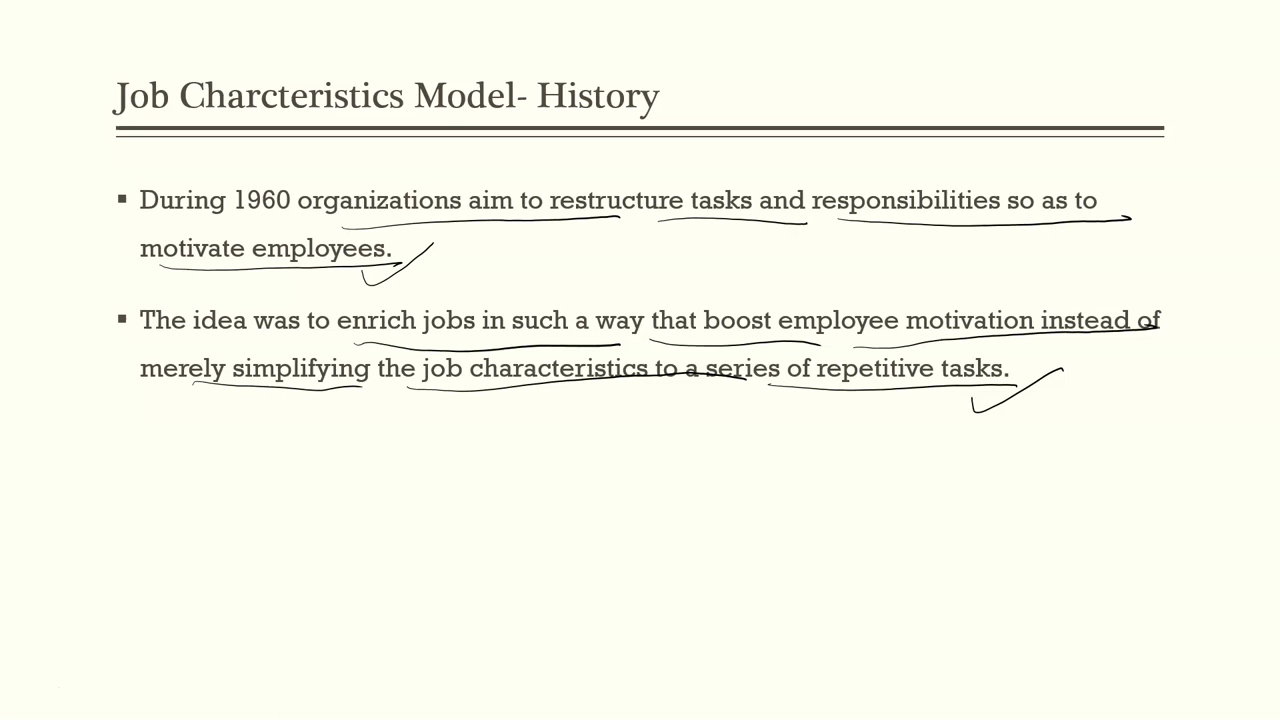 Job Charcteristics Model- History
▪ During 1960 organizations aim to restructure tasks and responsibilities so as to
motivate employees.
▪ The idea was to enrich jobs in such a way that boost employee motivation instead of
merely simplifying the job characteristics to a series of repetitive tasks.